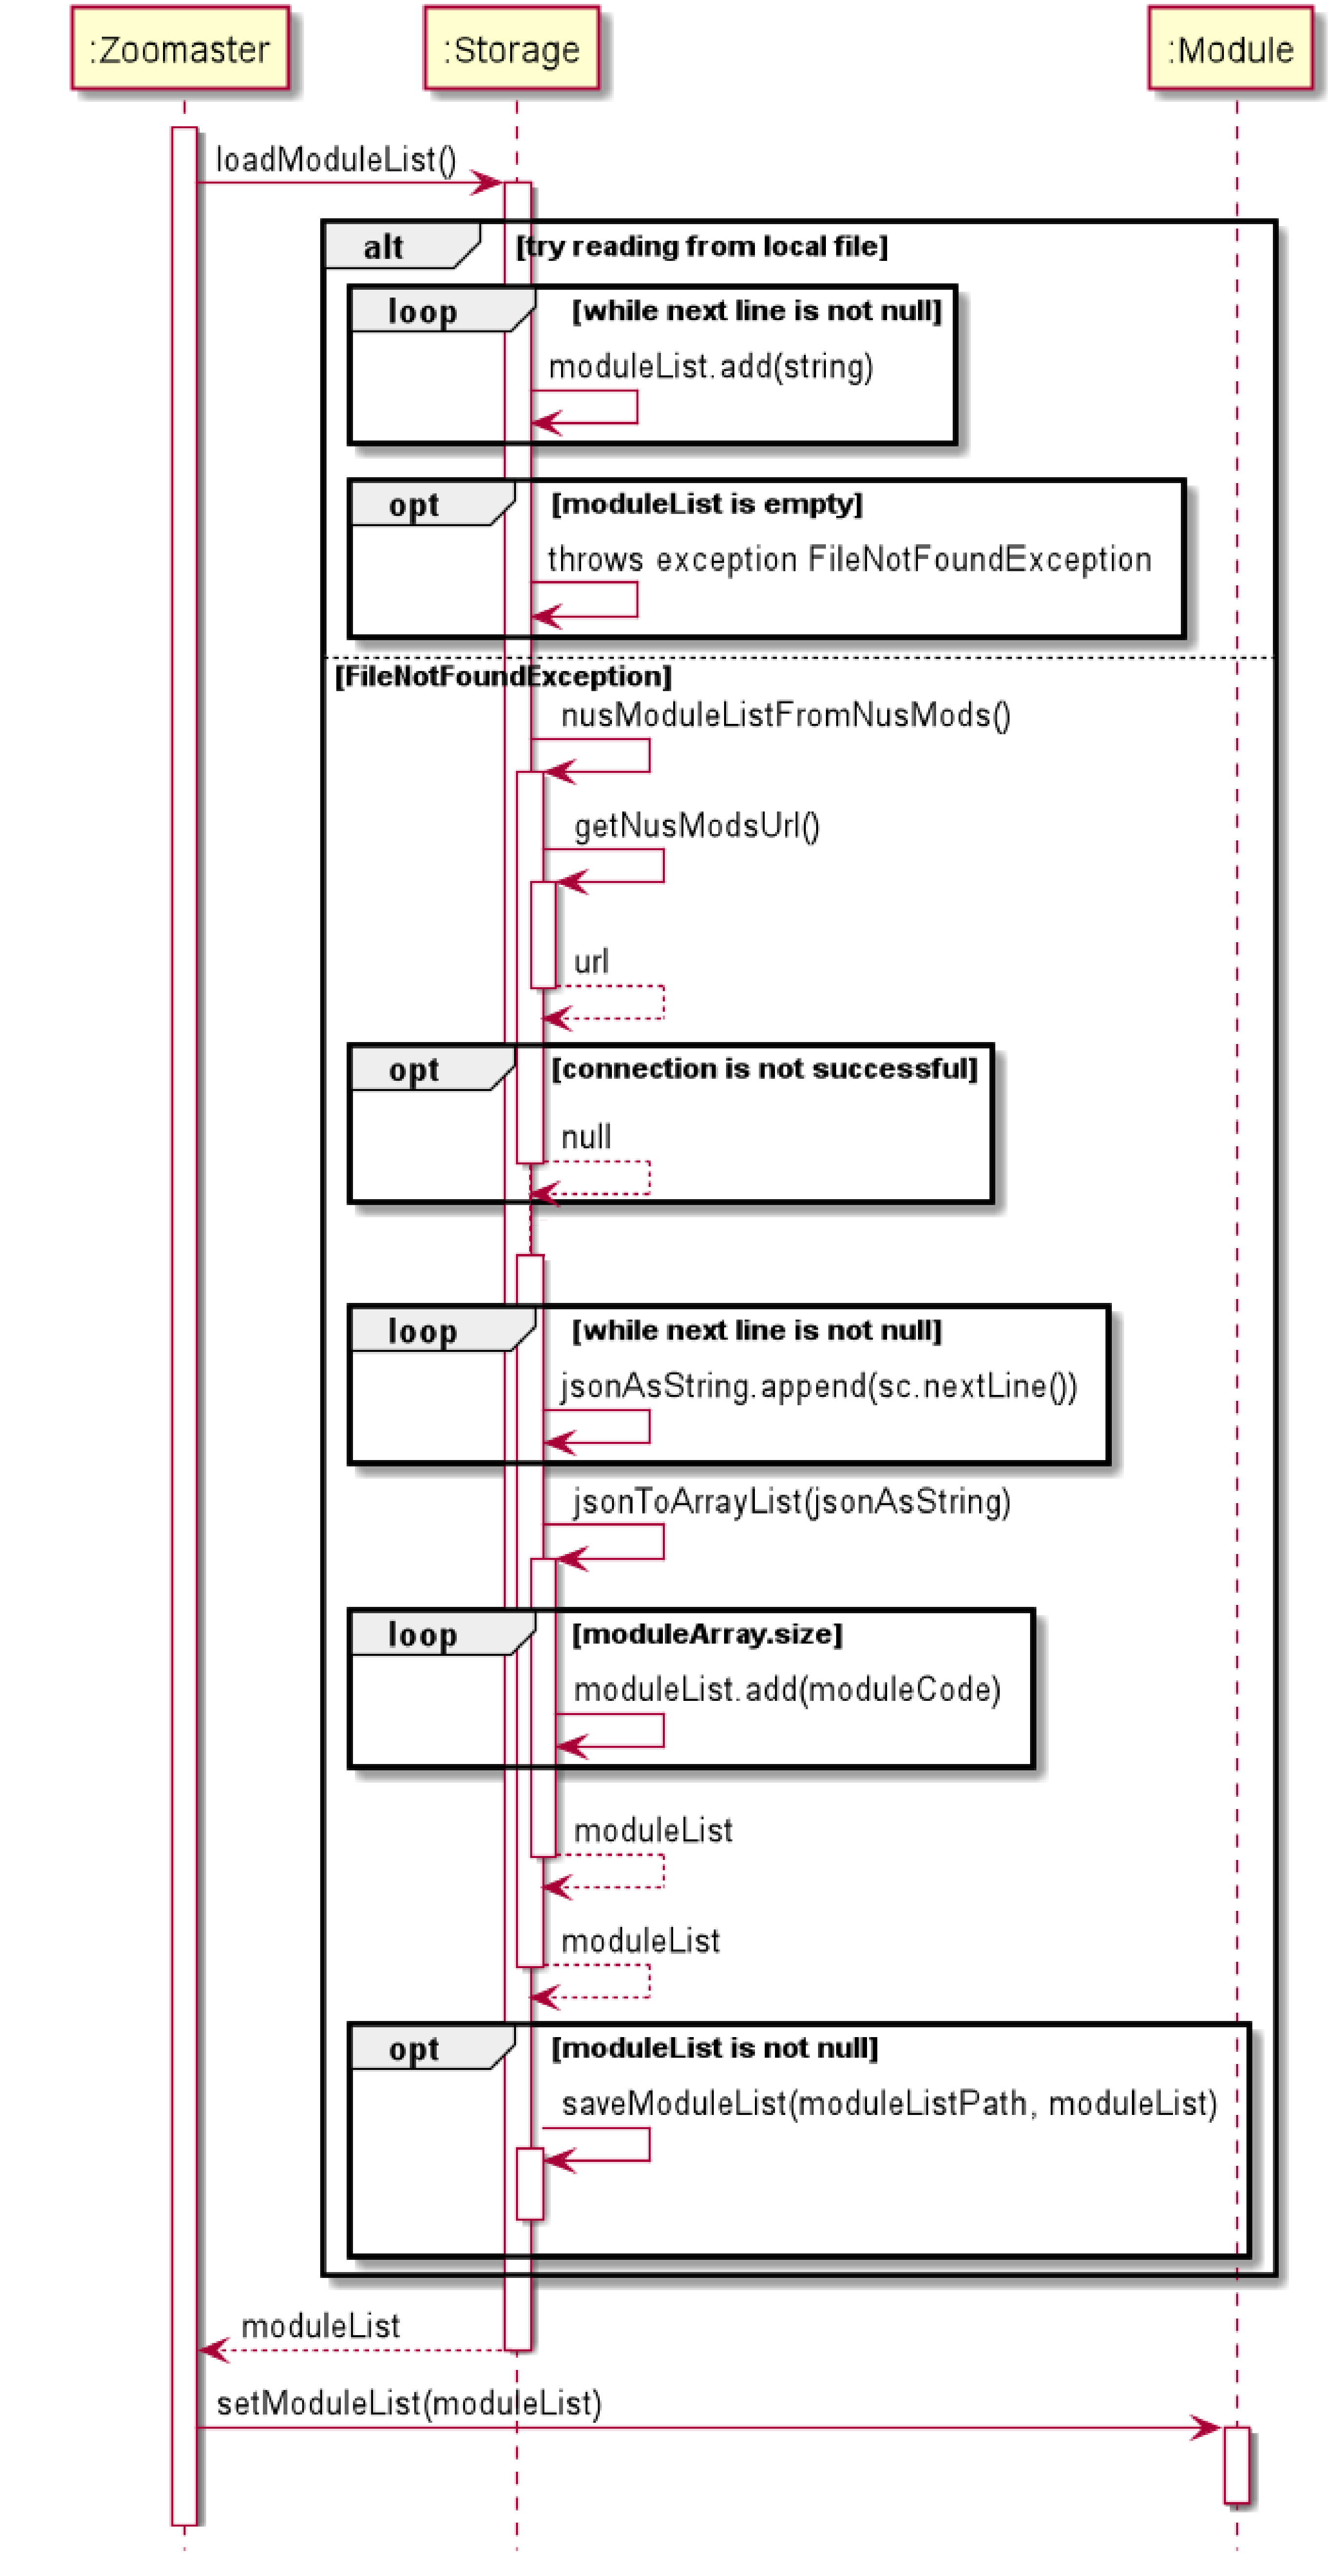 :Zoomaster
:Storage
:Module
loadModuleList()
alt
[try reading from local file]
loop
[while next line is not null]
moduleList.add(string)
opt
[moduleList is empty]
throws exception FileNotFoundException
[FileNotFoundException]
nusModuleListFromNusMods()
getNusModsUrl()
url
opt
[connection is not successful]
null
loop
[while next line is not null]
jsonAsString.append(sc.nextLine())
jsonToArrayList(jsonAsString)
loop
[moduleArray.size]
moduleList.add(moduleCode)
moduleList
moduleList
opt
[moduleList is not null]
saveModuleList(moduleListPath, moduleList)
moduleList
setModuleList(moduleList)